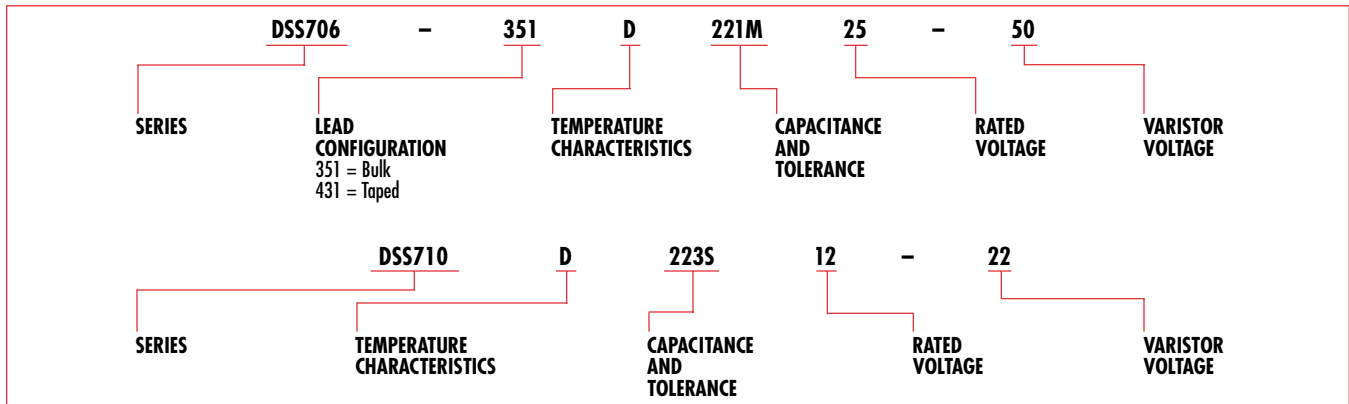 DSS706 – 351 D 221M 25 – 50
SERIES
LEAD
CONFIGURATION
351 = Bulk
431 = Taped
TEMPERATURE
CHARACTERISTICS
CAPACITANCE
AND
TOLERANCE
RATED
VOLTAGE
VARISTOR
VOLTAGE
DSS710 D 223S 12 – 22
SERIES
TEMPERATURE
CHARACTERISTICS
CAPACITANCE
AND
TOLERANCE
RATED
VOLTAGE
VARISTOR
VOLTAGE